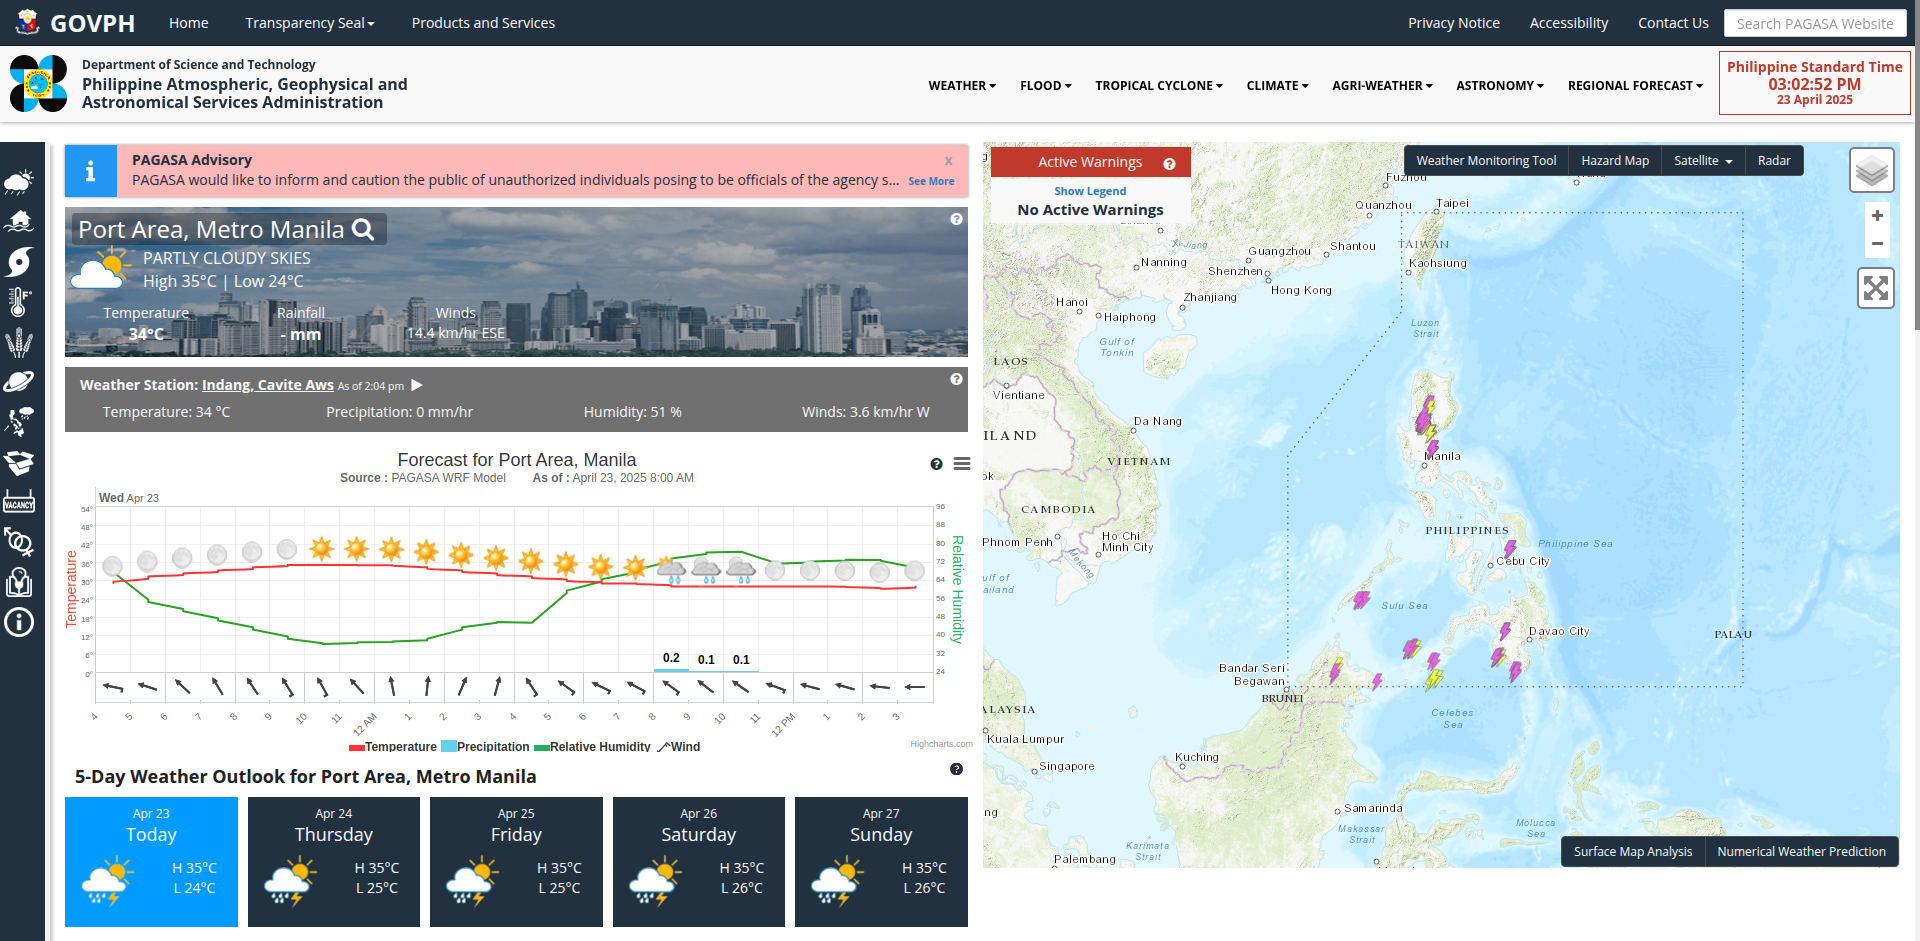 GOVPH
Home
Transparency Seal
Products and Services
Privacy Notice
Accessibility
Contact Us
Search PAGASA Website
Department of Science and Technology
Philippine Atmospheric, Geophysical and
Astronomical Services Administration
WEATHER
FLOOD
TROPICAL CYCLONE
CLIMATE
AGRI-WEATHER
ASTRONOMY
REGIONAL FORECAST
Philippine Standard Time
03:02:52 PM
23 April 2025
VACANCY
PAGASA Advisory
x
PAGASA would like to inform and caution the public of unauthorized individuals posing to be officials of the agency s... See More
Port Area, Metro Manila
PARTLY CLOUDY SKIES
High 35°C | Low 24°C
Temperature
34°C
Rainfall
- mm
Winds
14.4 km/hr ESE
Weather Station: Indang, Cavite Aws As of 2:04 pm
Temperature: 34 °C
Precipitation: 0 mm/hr
Humidity: 51 %
Winds: 3.6 km/hr W
Forecast for Port Area, Manila
Source : PAGASA WRF Model As of : April 23, 2025 8:00 AM
Wed Apr 23
Temperature
54°
48°
42°
36°
30°
24°
18°
12°
6°
0°
96
88
80
72
64
56
48
40
32
24
Relative Humidity
0.2
0.1
0.1
4 5 6 7 8 9 10 11 12 AM 1 2 3 4 5 6 7 8 9 10 11 12 PM 1 2 3
Temperature
Precipitation
Relative Humidity
Wind
Highcharts.com
5-Day Weather Outlook for Port Area, Metro Manila
Apr 23
Today
H 35°C
L 24°C
Apr 24
Thursday
H 35°C
L 25°C
Apr 25
Friday
H 35°C
L 25°C
Apr 26
Saturday
H 35°C
L 26°C
Apr 27
Sunday
H 35°C
L 26°C
Active Warnings
Show Legend
No Active Warnings
Weather Monitoring Tool
Hazard Map
Satellite
Radar
+
−
Fuzhou
Quanzhou
Taipei
Xi Jiang
Guangzhou
Shantou
TAIWAN
Nanning
Shenzhen
Kaohsiung
Hong Kong
Hanoi
Zhanjiang
Haiphong
Luzon
Strait
Gulf of
Tonkin
LAOS
Vientiane
Da Nang
ILAND
VIETNAM
Manila
ok
CAMBODIA
PHILIPPINES
Phnom Penh
Ho Chi
Minh City
Mekong
Philippine Sea
Cebu City
ulf of
ailand
Sulu Sea
Davao City
PALAU
Bandar Seri
Begawan
BRUNEI
ALAYSIA
Celebes
Sea
Kuala Lumpur
Kuching
Singapore
ng
Samarinda
Makassar
Strait
Molucca
Sea
Karimata
Strait
Palembang
Surface Map Analysis
Numerical Weather Prediction